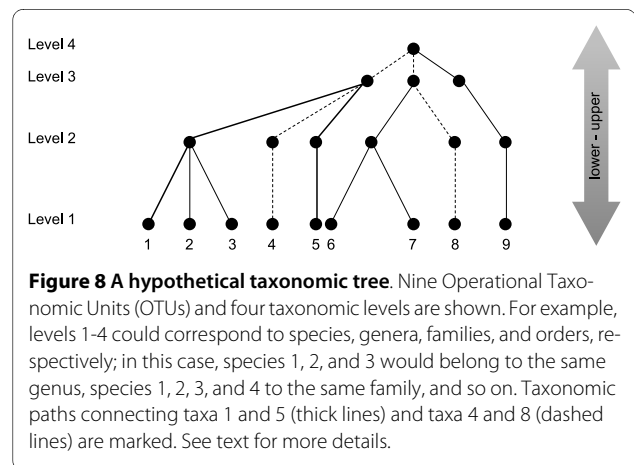 Level 4
Level 3
Level 2
Level 1
1 2 3 4 5 6 7 8 9
lower - upper
Figure 8 A hypothetical taxonomic tree. Nine Operational Taxo-
nomic Units (OTUs) and four taxonomic levels are shown. For example,
levels 1-4 could correspond to species, genera, families, and orders, re-
spectively; in this case, species 1, 2, and 3 would belong to the same
genus, species 1, 2, 3, and 4 to the same family, and so on. Taxonomic
paths connecting taxa 1 and 5 (thick lines) and taxa 4 and 8 (dashed
lines) are marked. See text for more details.